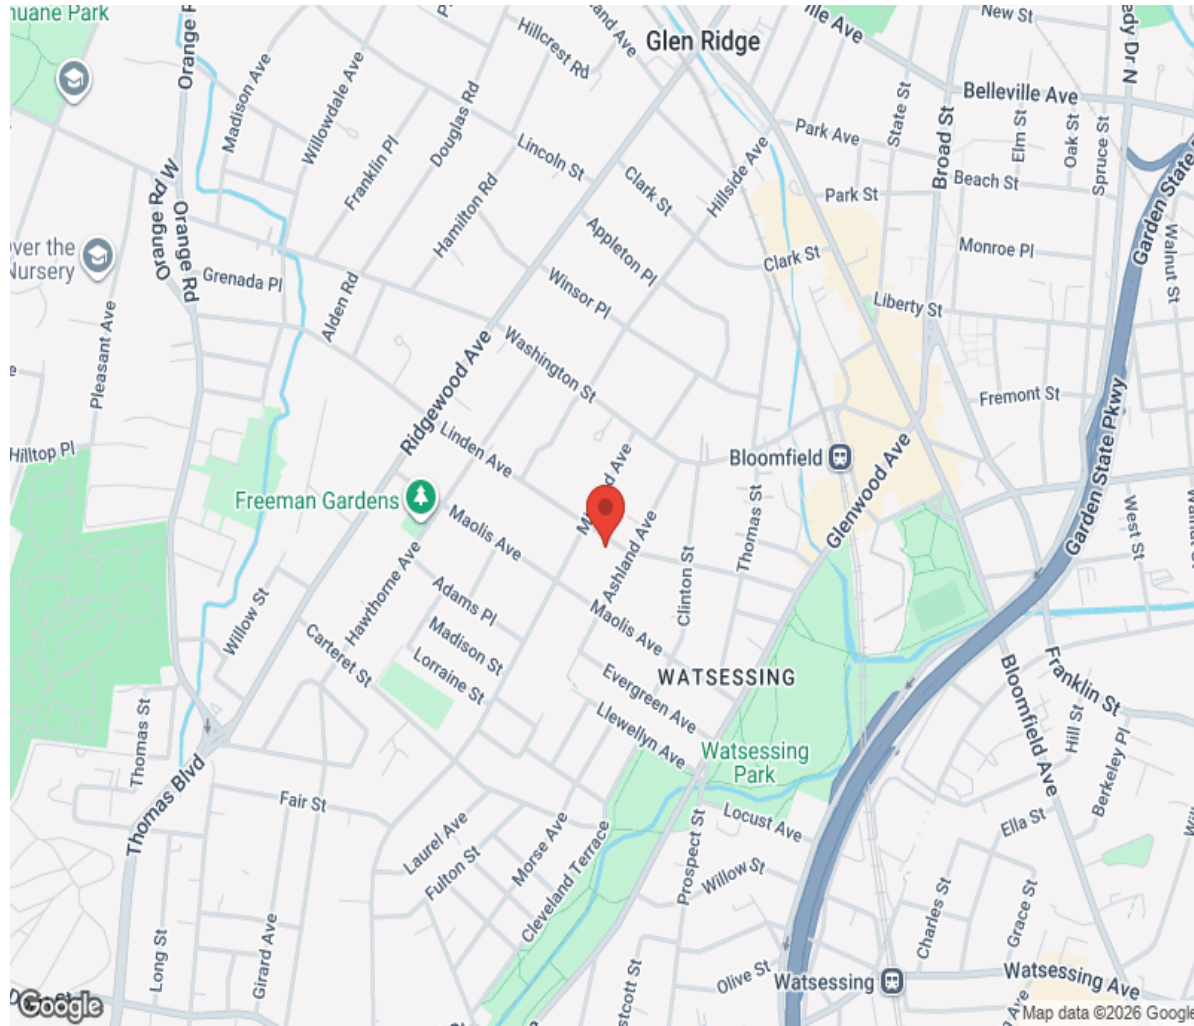 New St
Glen Ridge
Hillcrest Rd
Belleville Ave
Madison Ave
Willowdale Ave
Douglas Rd
State St
Broad St
Elm St
Oak St
Spruce St
Park Ave
Franklin Pl
Lincoln St
Hillside Ave
Beach St
Clark St
Park St
Orange Rd W
Orange Rd
Hamilton Rd
Appleton Pl
Monroe Pl
Walnut St
Nursery
Clark St
Grenada Pl
Winsor Pl
Liberty St
Alden Rd
Pleasant Ave
Washington St
Ridgewood Ave
Fremont St
Garden State Pkwy
Hilltop Pl
Linden Ave
Bloomfield
Glenwood Ave
Freeman Gardens
Thomas St
West St
Maolis Ave
Ashland Ave
Clinton St
Hawthorne Ave
Adams Pl
Willow St
Maolis Ave
Madison St
Carteret St
Lorraine St
WATSESSING
Evergreen Ave
Franklin St
Bloomfield Ave
Thomas St
Llewellyn Ave
Hill St
Watsessing
Park
Berkeley Pl
Thomas Blvd
Fair St
Locust Ave
Ella St
Laurel Ave
Morse Ave
Prospect St
Fulton St
Cleveland Terrace
Willow St
Charles St
Grace St
Long St
Girard Ave
Olive St
Watsessing
Watsessing Ave
Google
Map data ©2026 Google